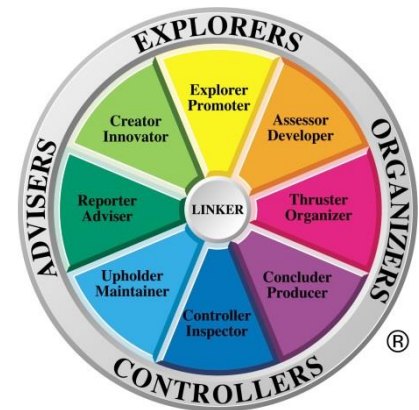 EXPLORERS
Explorer
Promoter
Creator
Innovator
Assessor
Developer
ADVISERS
ORGANIZERS
Reporter
Adviser
LINKER
Thruster
Organizer
Upholder
Maintainer
Concluder
Producer
Controller
Inspector
CONTROLLERS
®